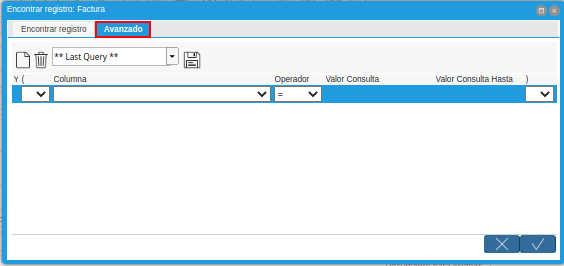 Encontrar registro: Factura
Encontrar registro Avanzado
** Last Query **
Y ( Columna Operador Valor Consulta Valor Consulta Hasta )
=